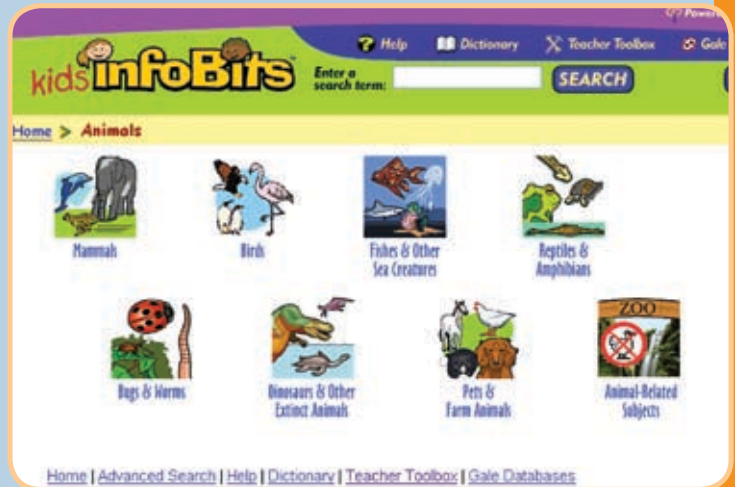 Powered
Help Dictionary Teacher Toolbox Gale
kids InfoBits Enter a search term: SEARCH
Home > Animals
Mammals
Birds
Fishes & Other
Sea Creatures
Reptiles &
Amphibians
Bugs & Worms
Dinosaurs & Other
Extinct Animals
Pets &
Farm Animals
ZOO
Animal-Related
Subjects
Home | Advanced Search | Help | Dictionary | Teacher Toolbox | Gale Databases